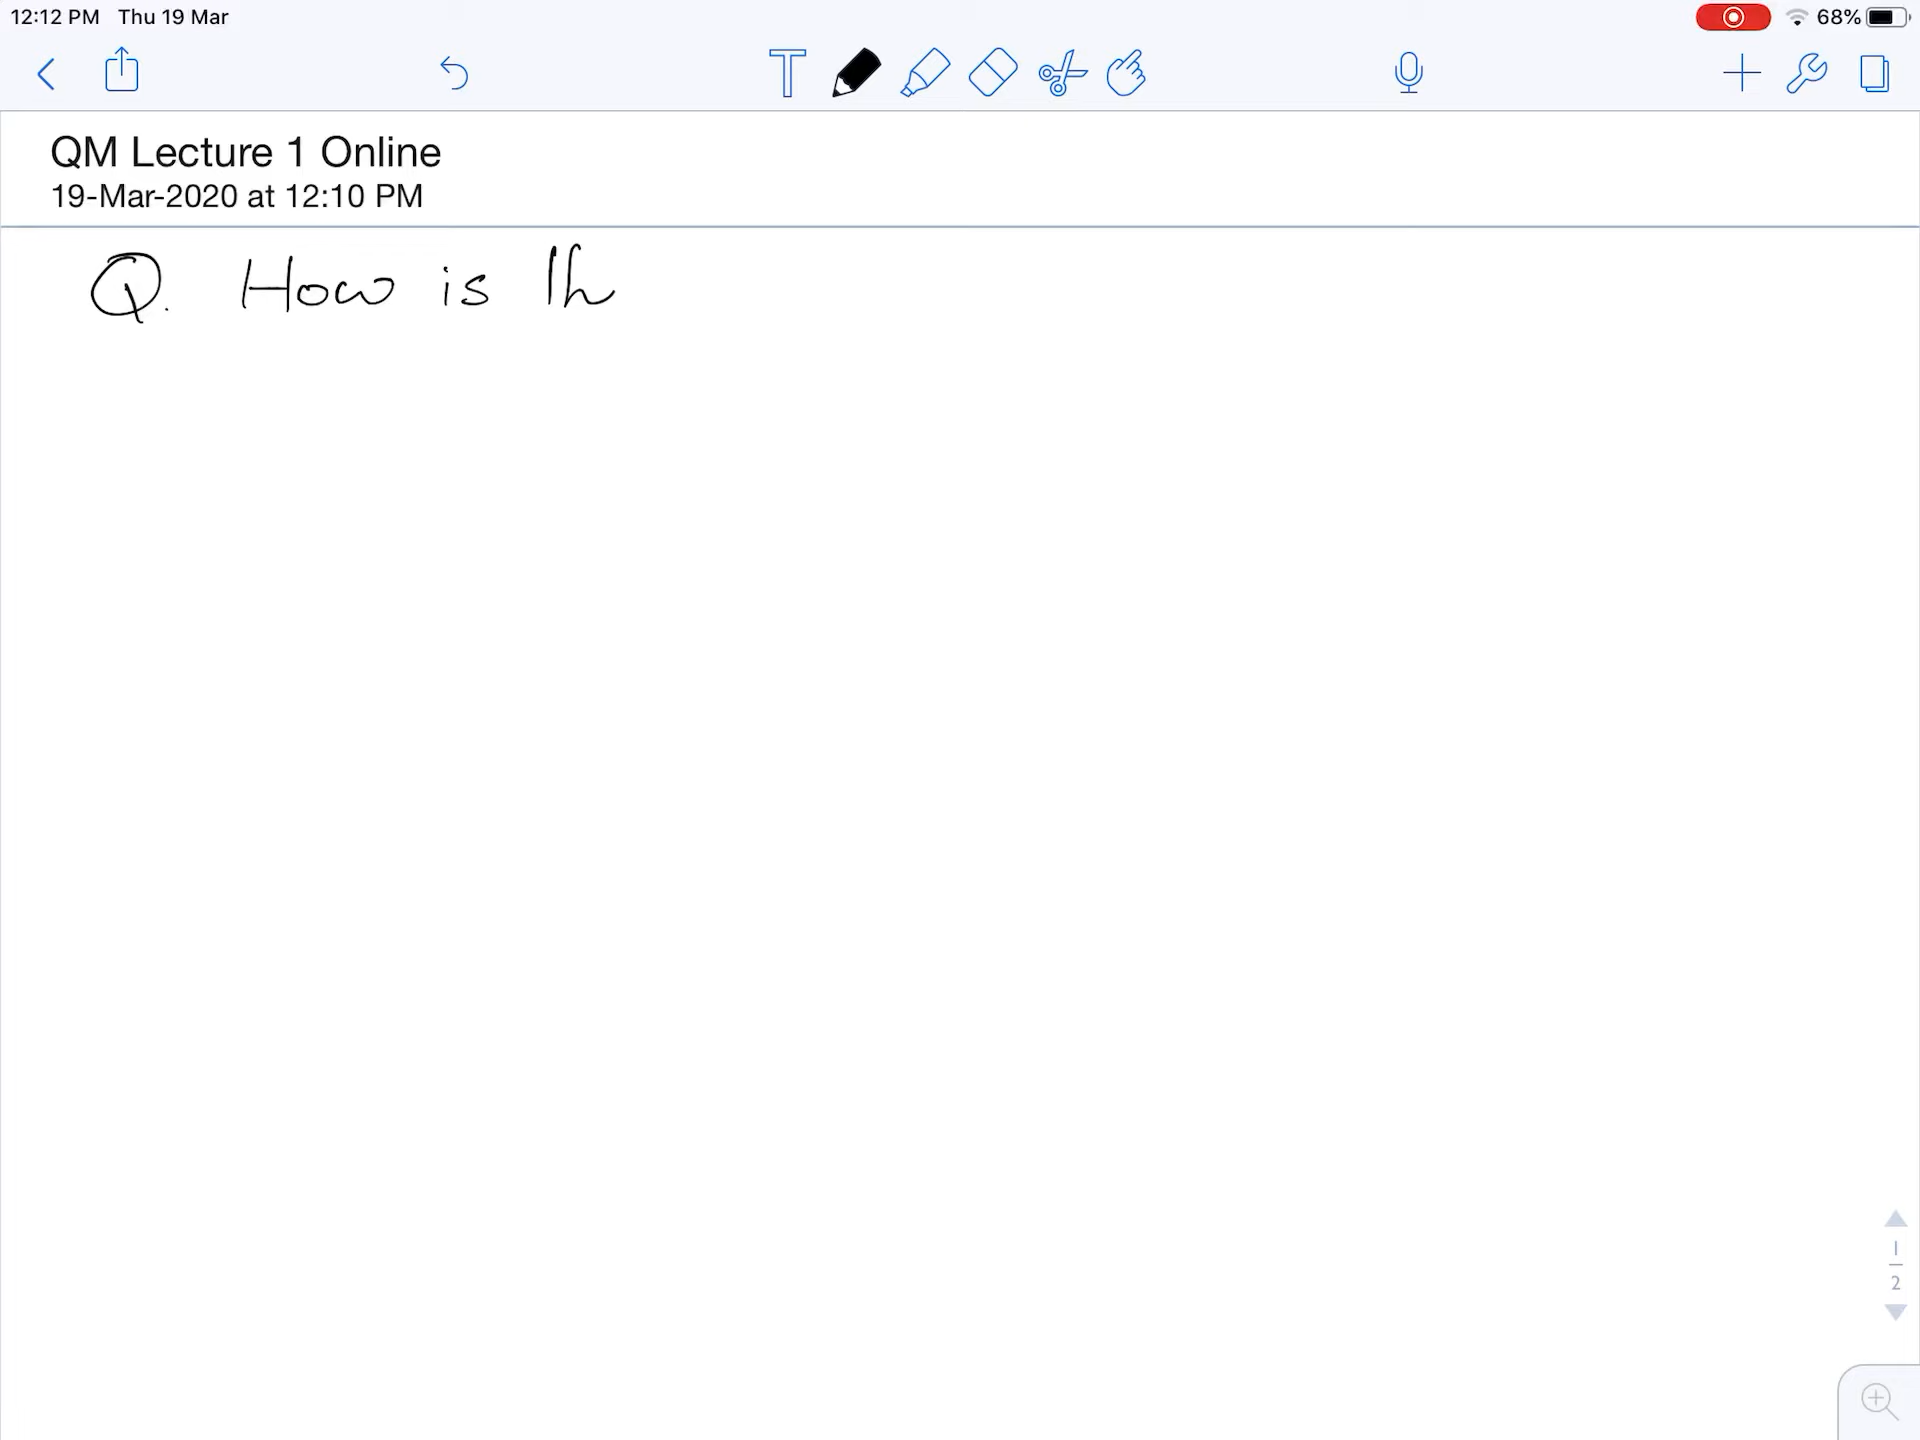 12:12 PM Thu 19 Mar 68%
QM Lecture 1 Online
19-Mar-2020 at 12:10 PM
Q. How is th
1
2